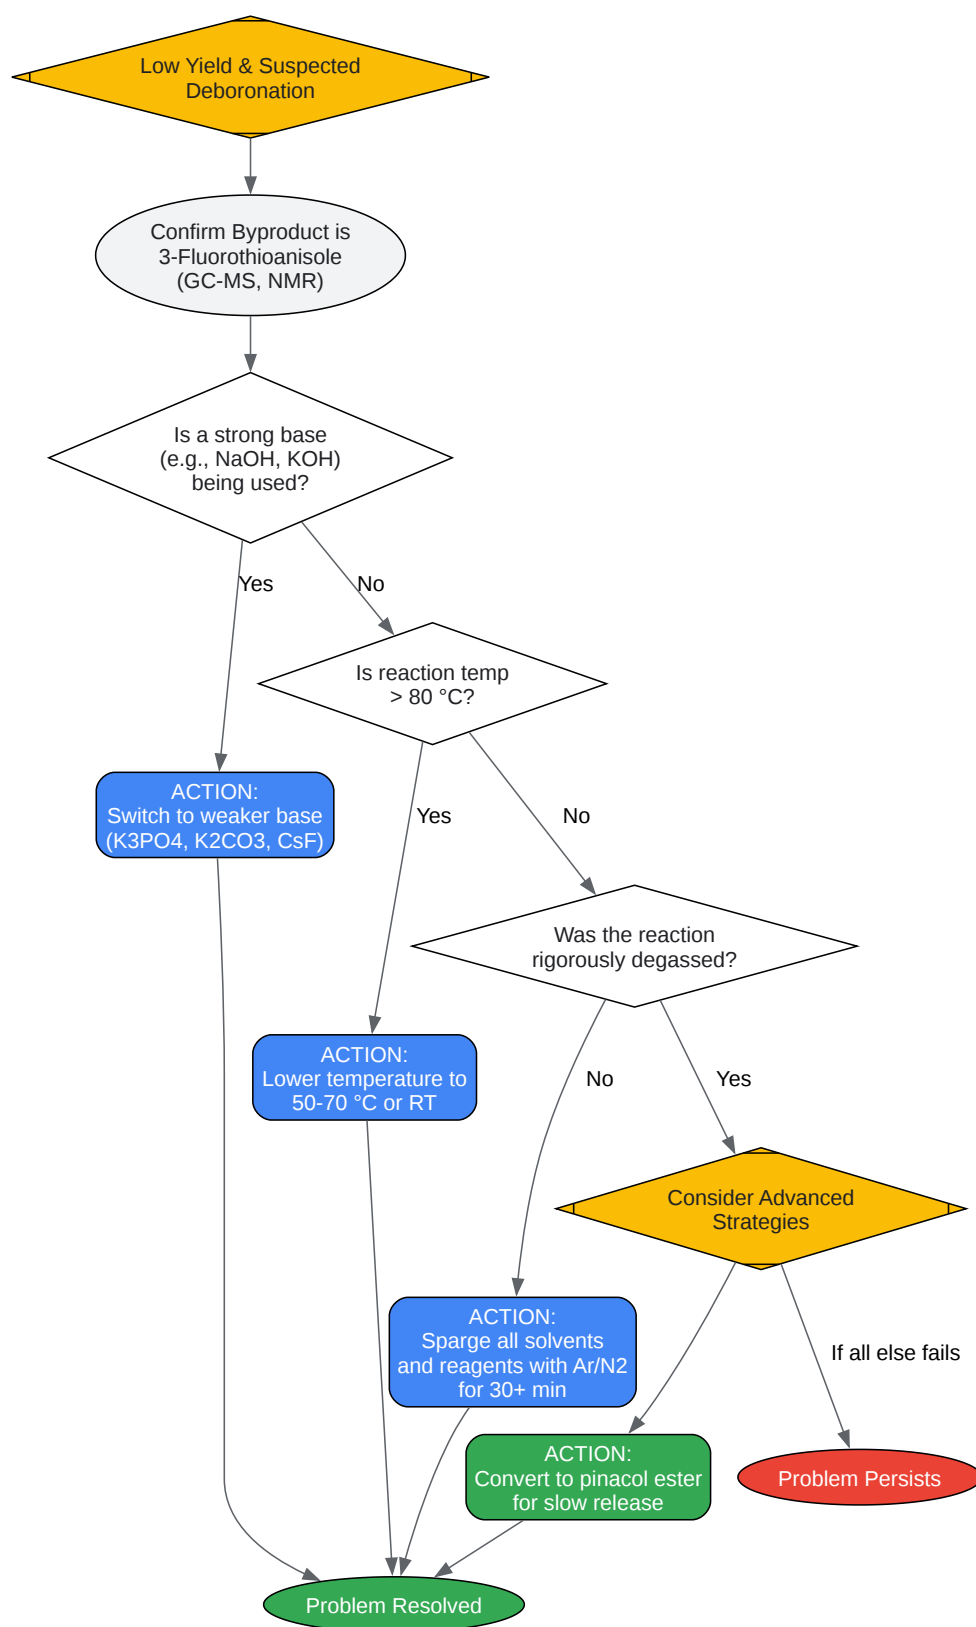 Low Yield & Suspected
Deboronation
Confirm Byproduct is
3-Fluorothioanisole
(GC-MS, NMR)
Is a strong base
(e.g., NaOH, KOH)
being used?
Yes
No
Is reaction temp
> 80 °C?
ACTION:
Switch to weaker base
(K3PO4, K2CO3, CsF)
Yes
No
Was the reaction
rigorously degassed?
ACTION:
Lower temperature to
50-70 °C or RT
No
Yes
Consider Advanced
Strategies
ACTION:
Sparge all solvents
and reagents with Ar/N2
for 30+ min
If all else fails
ACTION:
Convert to pinacol ester
for slow release
Problem Persists
Problem Resolved